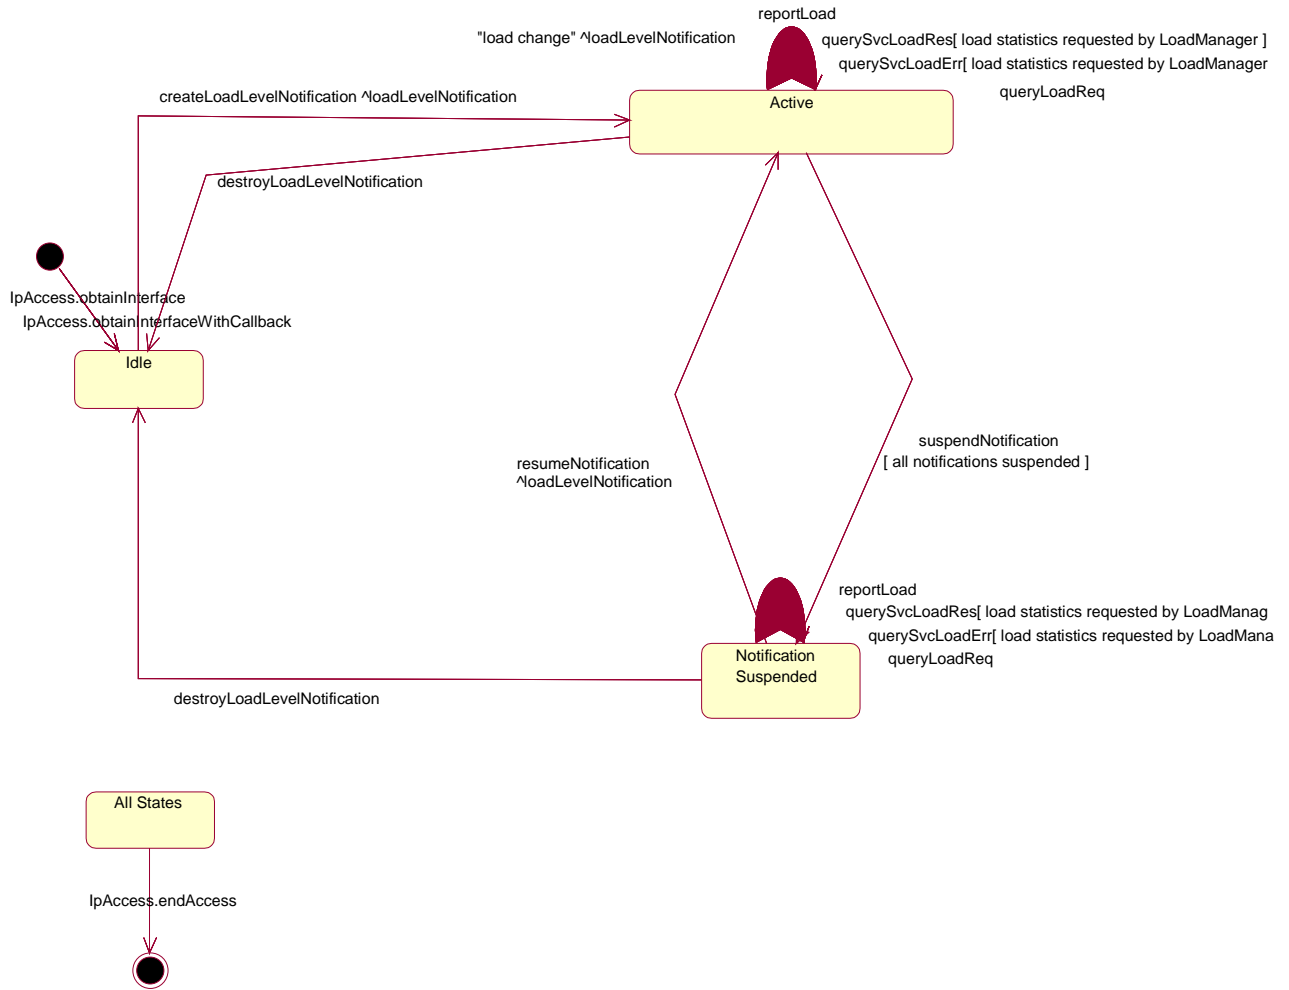 reportLoad
"load change" ^loadLevelNotification
querySvcLoadRes[ load statistics requested by LoadManager ]
querySvcLoadErr[ load statistics requested by LoadManager
queryLoadReq
Active
createLoadLevelNotification ^loadLevelNotification
destroyLoadLevelNotification
IpAccess.obtainInterface
IpAccess.obtainInterfaceWithCallback
Idle
suspendNotification
[ all notifications suspended ]
resumeNotification
^loadLevelNotification
reportLoad
querySvcLoadRes[ load statistics requested by LoadManag
querySvcLoadErr[ load statistics requested by LoadMana
queryLoadReq
Notification
Suspended
destroyLoadLevelNotification
All States
IpAccess.endAccess